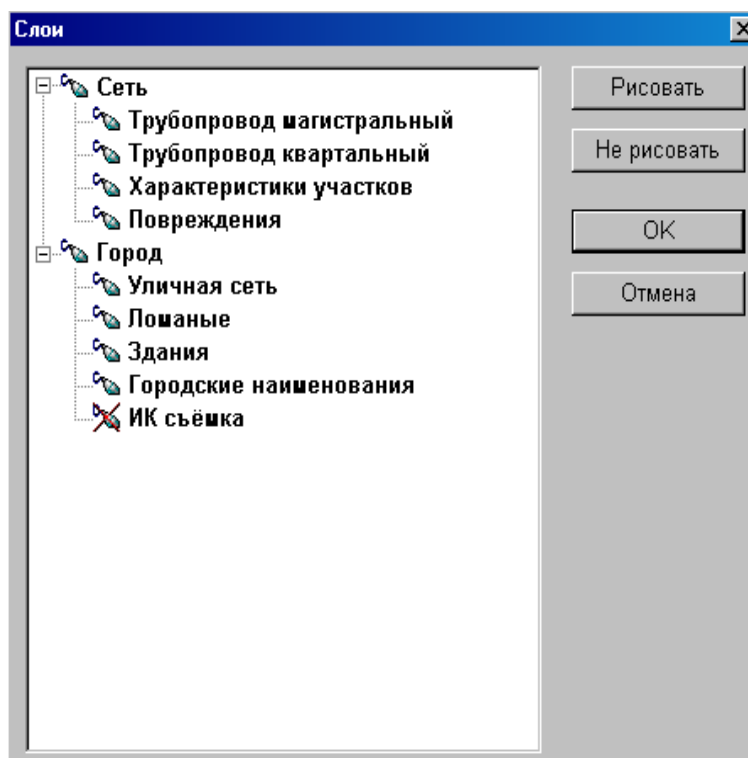 Слои
Сеть
Трубопровод магистральный
Трубопровод квартальный
Характеристики участков
Повреждения
Город
Уличная сеть
Ломаные
Здания
Городские наименования
ИК съёмка
Рисовать
Не рисовать
OK
Отмена